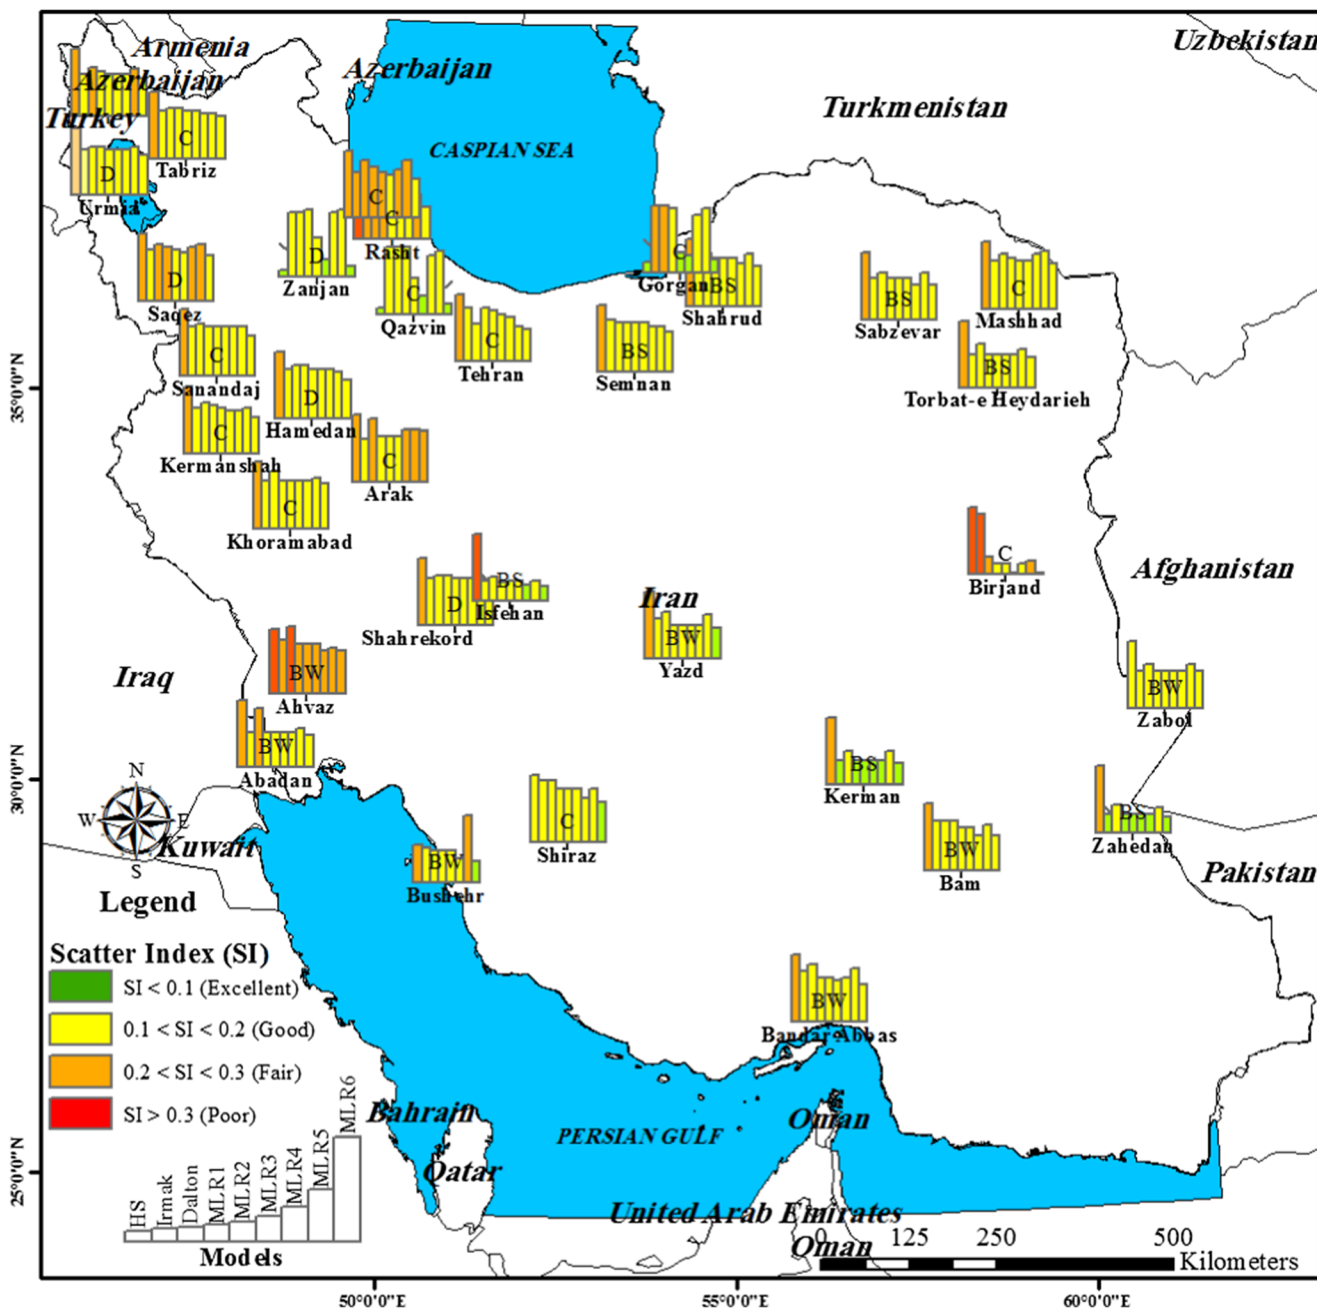 Armenia
Azerbaijan
Uzbekistan
Azerbaijan
Turkey
Turkmenistan
CASPIAN SEA
C
Tabriz
D
Urmia
C
C
Rasht
D
Zanjan
D
Saqez
C
Qazvin
C
Gorgan
BS
Shahrud
BS
Sabzevar
C
Mashhad
C
Tehran
BS
Semnan
BS
Torbat-e Heydarieh
C
Sanandaj
D
Hamedan
C
Kermanshah
C
Arak
C
Khoramabad
35°0'0"N
C
Birjand
Afghanistan
BS
Isfehan
D
Shahrekord
Iran
BW
Yazd
Iraq
BW
Ahvaz
BW
Zabol
BW
Abadan
BS
Kerman
30°0'0"N
N
W
E
S
Kuwait
C
Shiraz
BS
Zahedan
BW
Bam
BW
Bushehr
Pakistan
BW
Bandar Abbas
Legend
Scatter Index (SI)
SI < 0.1 (Excellent)
0.1 < SI < 0.2 (Good)
0.2 < SI < 0.3 (Fair)
SI > 0.3 (Poor)
HS
Irmak
Dalton
MLR1
MLR2
MLR3
MLR4
MLR5
MLR6
Models
Bahrain
Qatar
PERSIAN GULF
Oman
United Arab Emirates
Oman
25°0'0"N
0 125 250 500
Kilometers
50°0'0"E
55°0'0"E
60°0'0"E